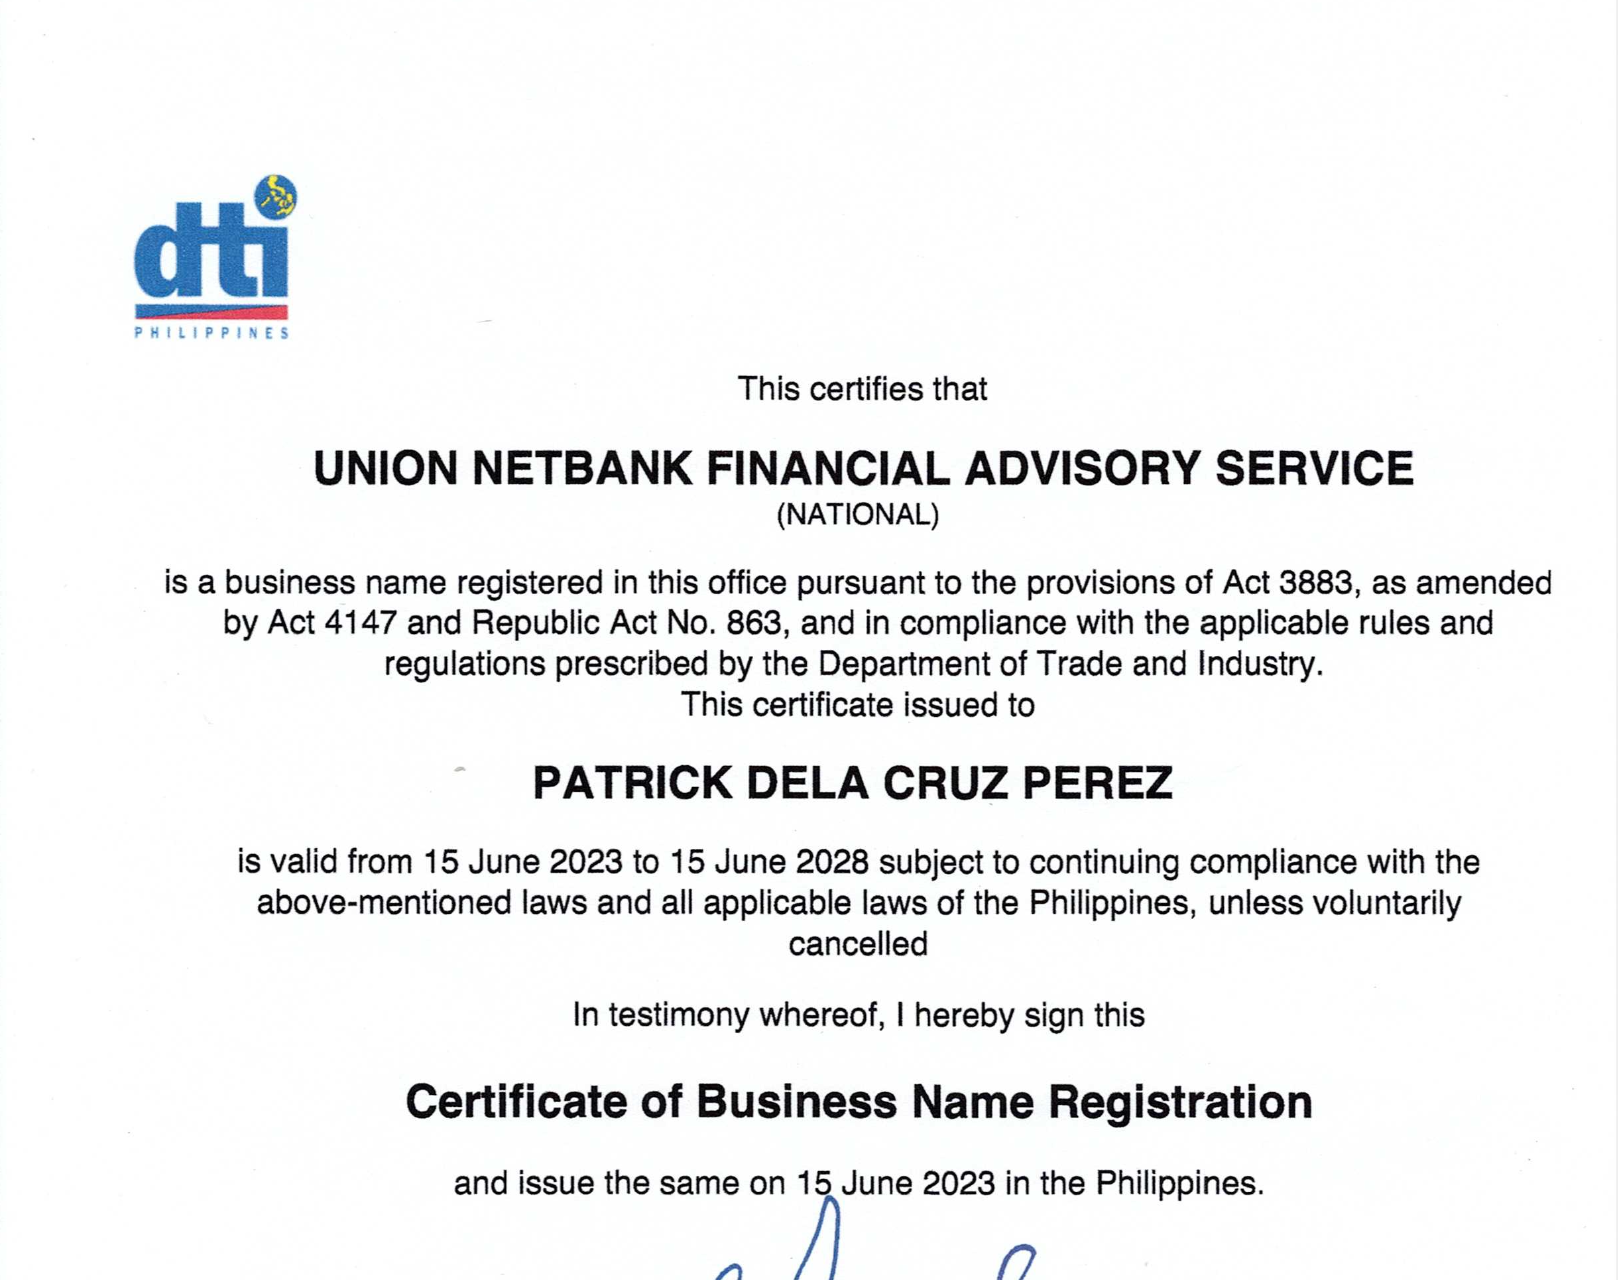 dti
PHILIPPINES
This certifies that
UNION NETBANK FINANCIAL ADVISORY SERVICE
(NATIONAL)
is a business name registered in this office pursuant to the provisions of Act 3883, as amended
by Act 4147 and Republic Act No. 863, and in compliance with the applicable rules and
regulations prescribed by the Department of Trade and Industry.
This certificate issued to
PATRICK DELA CRUZ PEREZ
is valid from 15 June 2023 to 15 June 2028 subject to continuing compliance with the
above-mentioned laws and all applicable laws of the Philippines, unless voluntarily
cancelled
In testimony whereof, I hereby sign this
Certificate of Business Name Registration
and issue the same on 15 June 2023 in the Philippines.